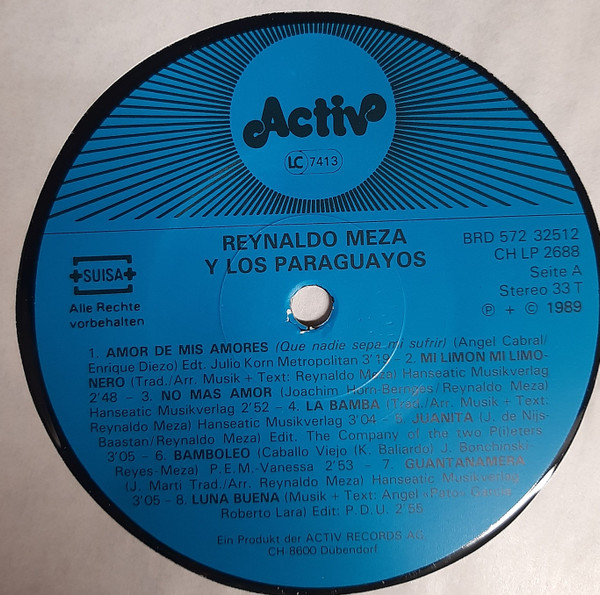 Activ
LC 7413
REYNALDO MEZA
Y LOS PARAGUAYOS
BRD 572 32512
CH LP 2688
Seite A
Stereo 33 T
Ⓟ + © 1989
SUISA
Alle Rechte
vorbehalten
1. AMOR DE MIS AMORES (Que nadie sepa mi sufrir) (Angel Cabral/
Enrique Diezo) Edt. Julio Korn Metropolitan 3'19 – 2. MI LIMON MI LIMO-
NERO (Trad./Arr. Musik + Text: Reynaldo Meza) Hanseatic Musikverlag
2'48 – 3. NO MAS AMOR (Joachim Horn-Bernges/Reynaldo Meza)
Hanseatic Musikverlag 2'52 – 4. LA BAMBA (Trad./Arr. Musik + Text:
Reynaldo Meza) Hanseatic Musikverlag 3'04 – 5. JUANITA (J. de Nijs-
Baastan/Reynaldo Meza) Edit. The Company of the two P(i)eters
3'05 – 6. BAMBOLEO (Caballo Viejo (K. Baliardo) J. Bonchinski
Reyes-Meza) P.E.M.-Vanessa 2'53 – 7. GUANTANAMERA
(J. Marti Trad./Arr. Reynaldo Meza) Hanseatic Musikverlag
3'05 – 8. LUNA BUENA (Musik + Text: Angel «Pato» Garcia
Roberto Lara) Edit: P.D.U. 2'55
Ein Produkt der ACTIV RECORDS AG
CH-8600 Dübendorf